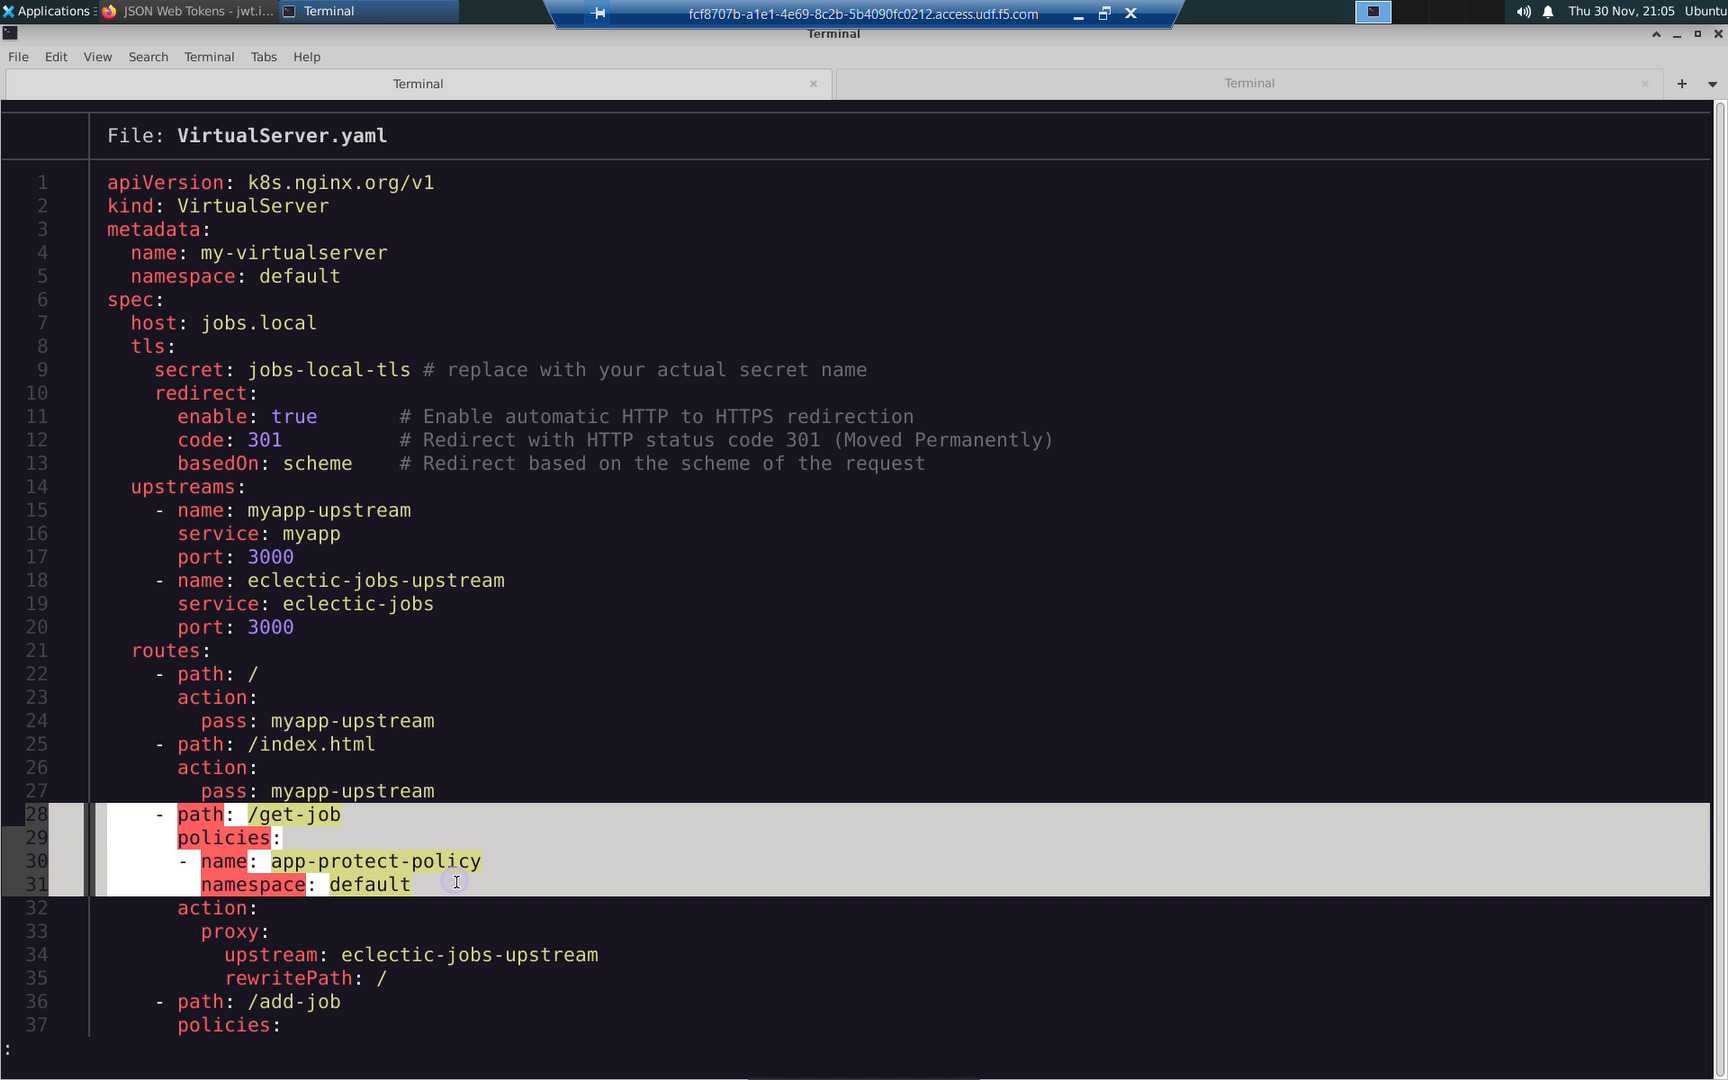 Applications
JSON Web Tokens - jwt.i...
Terminal
fcf8707b-a1e1-4e69-8c2b-5b4090fc0212.access.udf.f5.com
Thu 30 Nov, 21:05 Ubuntu
Terminal
File Edit View Search Terminal Tabs Help
Terminal
Terminal
File: VirtualServer.yaml
1 apiVersion: k8s.nginx.org/v1
2 kind: VirtualServer
3 metadata:
4 name: my-virtualserver
5 namespace: default
6 spec:
7 host: jobs.local
8 tls:
9 secret: jobs-local-tls # replace with your actual secret name
10 redirect:
11 enable: true # Enable automatic HTTP to HTTPS redirection
12 code: 301 # Redirect with HTTP status code 301 (Moved Permanently)
13 basedOn: scheme # Redirect based on the scheme of the request
14 upstreams:
15 - name: myapp-upstream
16 service: myapp
17 port: 3000
18 - name: eclectic-jobs-upstream
19 service: eclectic-jobs
20 port: 3000
21 routes:
22 - path: /
23 action:
24 pass: myapp-upstream
25 - path: /index.html
26 action:
27 pass: myapp-upstream
28 - path: /get-job
29 policies:
30 - name: app-protect-policy
31 namespace: default
32 action:
33 proxy:
34 upstream: eclectic-jobs-upstream
35 rewritePath: /
36 - path: /add-job
37 policies:
: